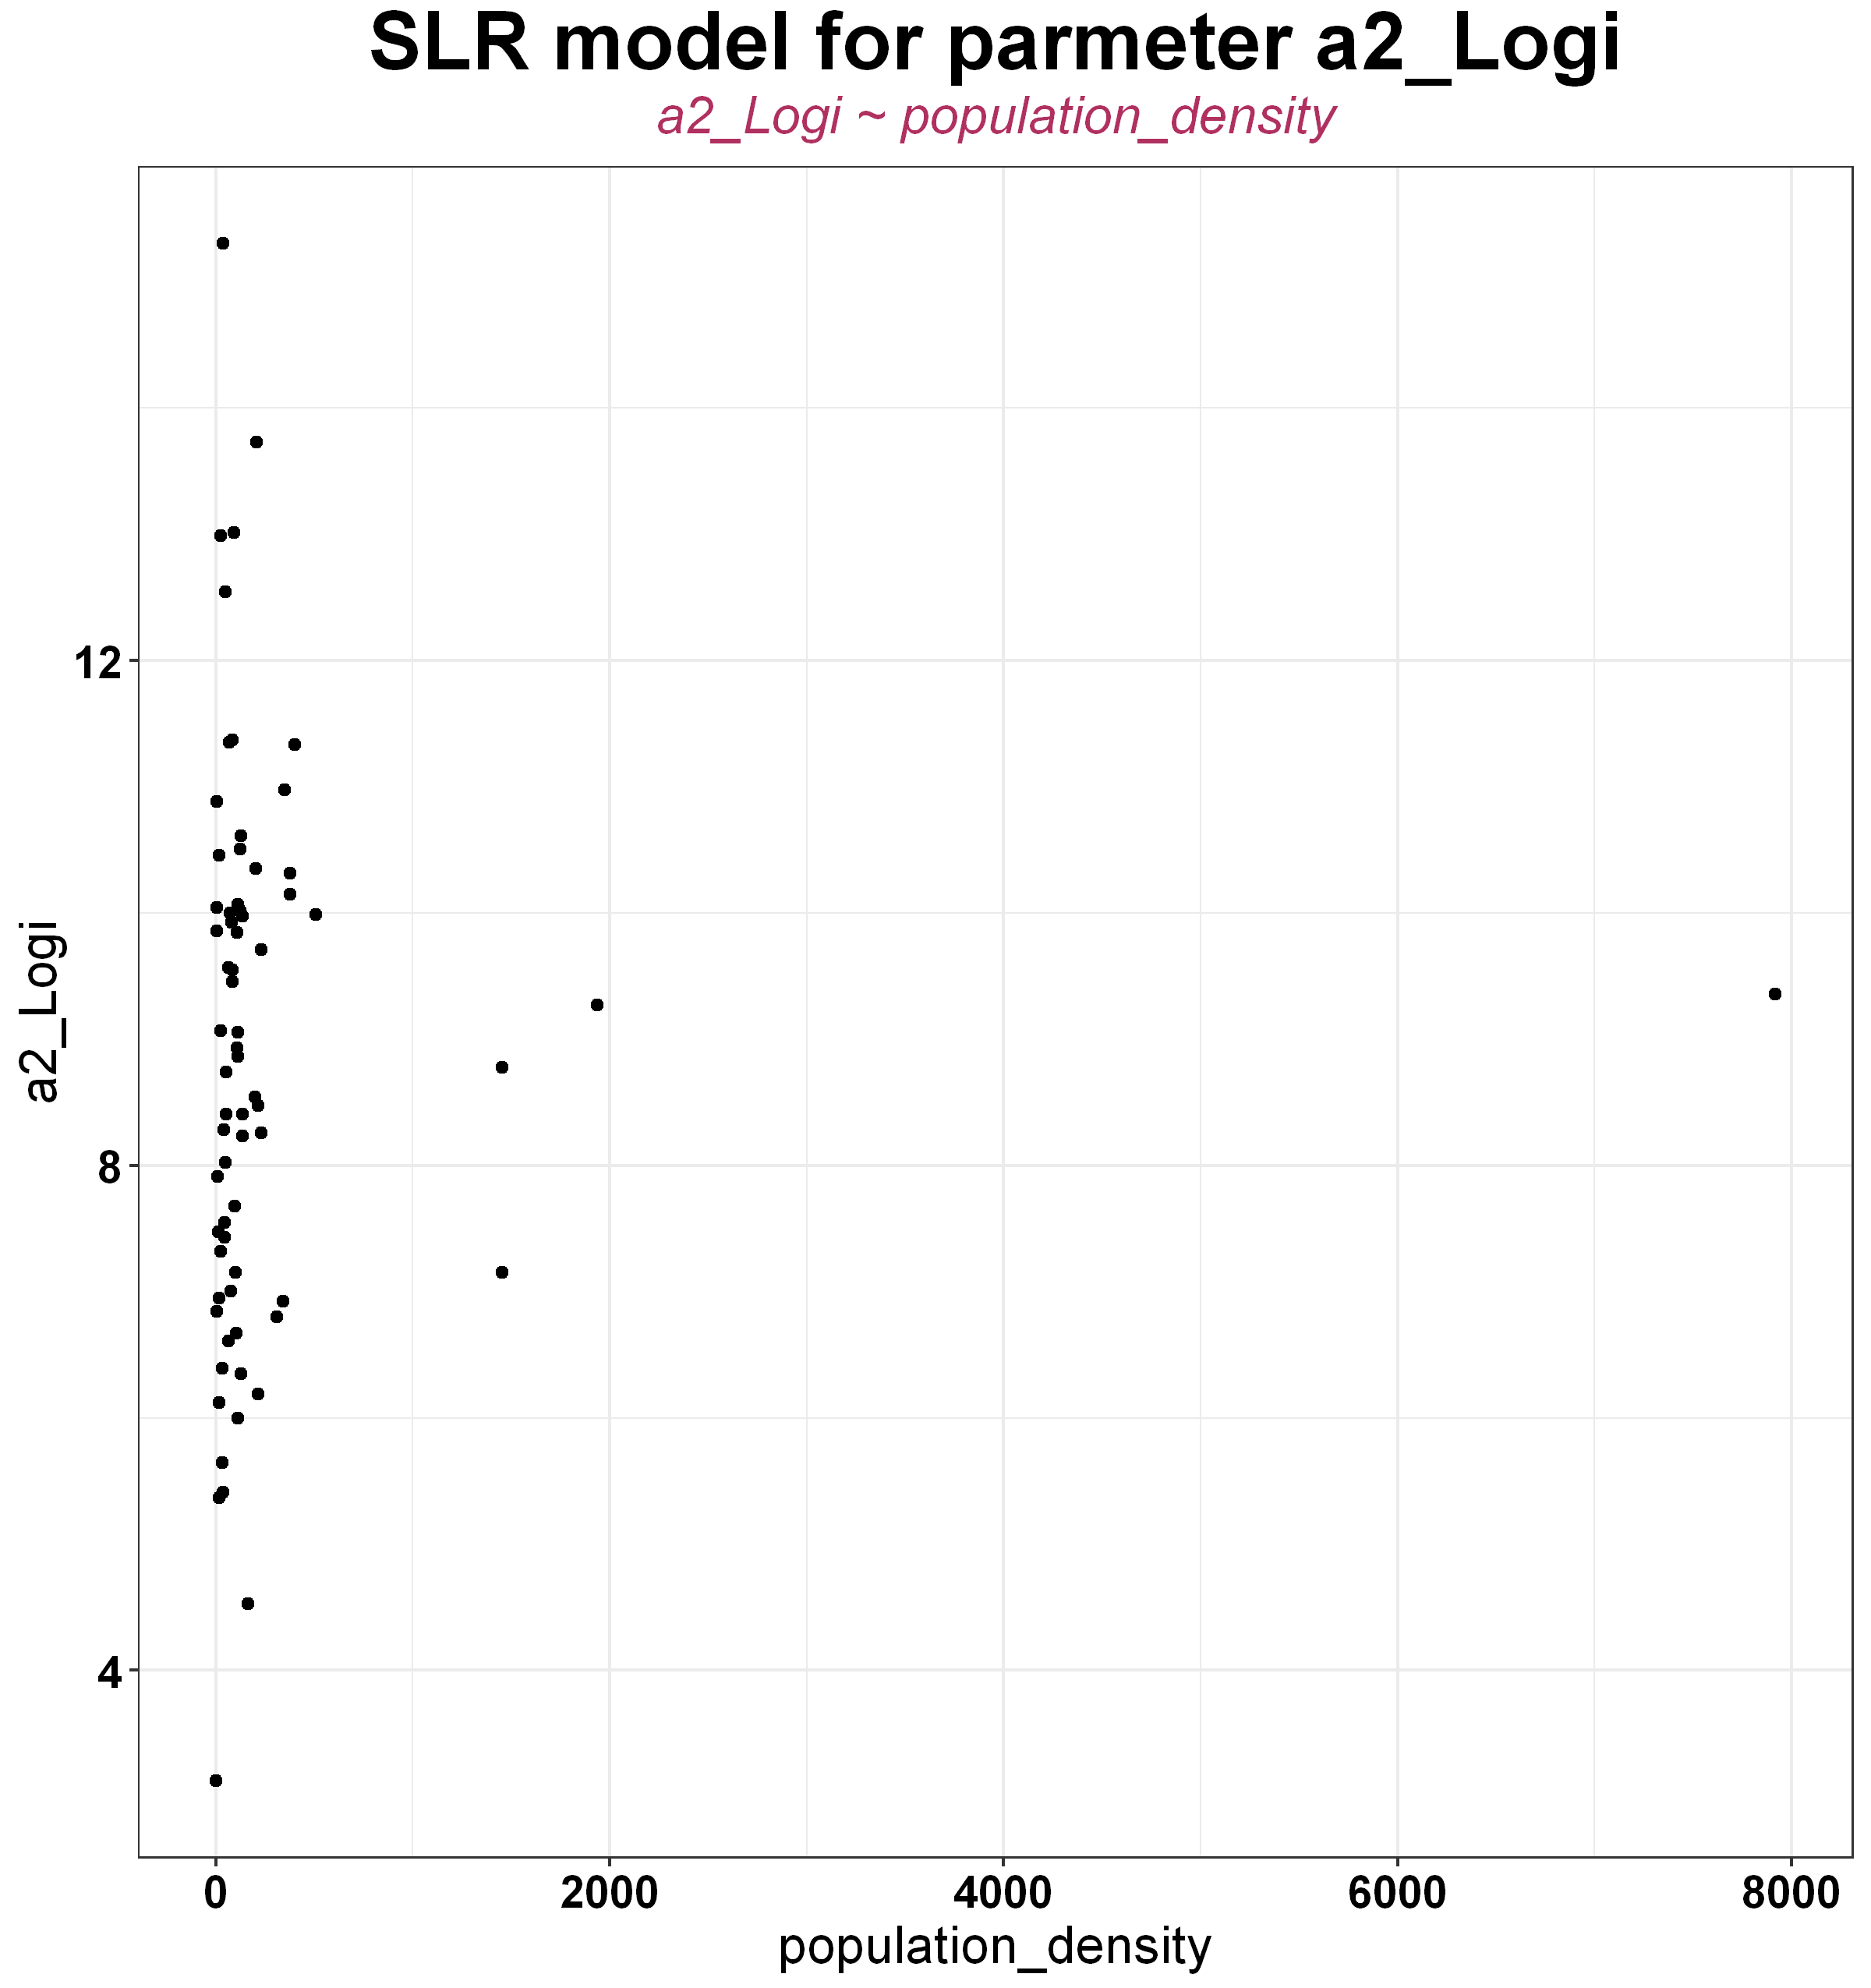 SLR model for parmeter a2_Logi
a2_Logi ~ population_density
12
8
4
a2_Logi
0 2000 4000 6000 8000
population_density